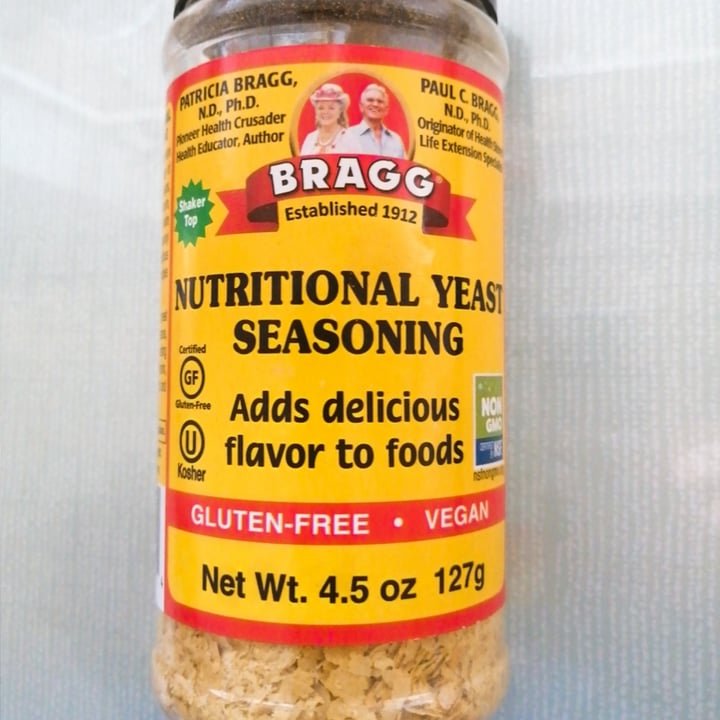 PATRICIA BRAGG,
N.D., Ph.D.
Pioneer Health Crusader
Health Educator, Author
PAUL C. BRAGG
N.D., Ph.D.
Originator of Health
Life Extension
BRAGG®
Established 1912
Shaker
Top
NUTRITIONAL YEAST
SEASONING
Certified
GF
Gluten-Free
U
Kosher
Adds delicious
flavor to foods
NON
GMO
GLUTEN-FREE • VEGAN
Net Wt. 4.5 oz 127g